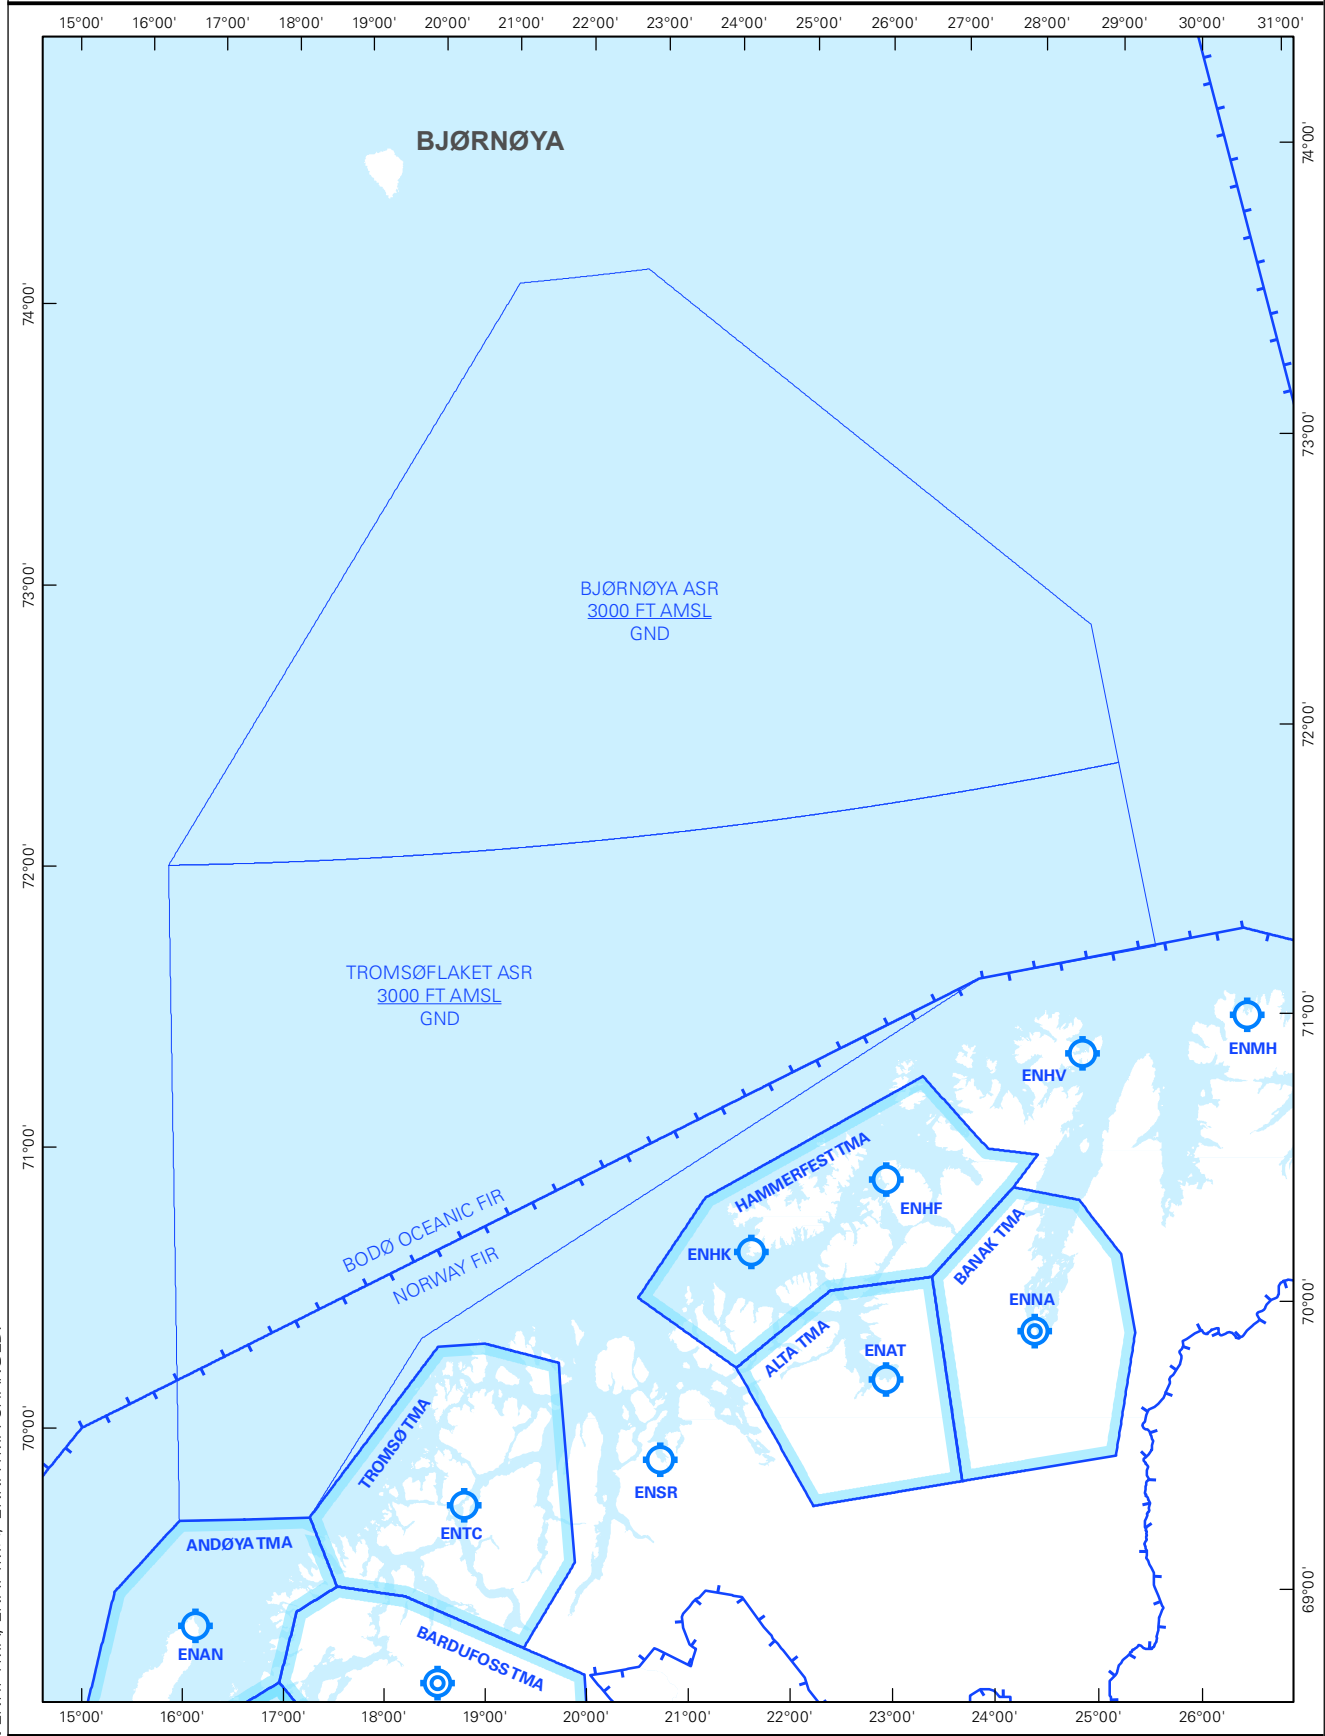 15°00' 16°00' 17°00' 18°00' 19°00' 20°00' 21°00' 22°00' 23°00' 24°00' 25°00' 26°00' 27°00' 28°00' 29°00' 30°00' 31°00'
BJØRNØYA
74°00'
74°00'
73°00'
73°00'
BJØRNØYA ASR
3000 FT AMSL
GND
72°00'
72°00'
TROMSØFLAKET ASR
3000 FT AMSL
GND
71°00'
ENMH
ENHV
71°00'
HAMMERFEST TMA
BODØ OCEANIC FIR
NORWAY FIR
ENHF
ENHK
BANAK TMA
ENNA
70°00'
ALTA TMA
ENAT
70°00'
TROMSØ TMA
ENSR
ENTC
ANDØYA TMA
69°00'
ENAN
BARDUFOSS TMA
15°00' 16°00' 17°00' 18°00' 19°00' 20°00' 21°00' 22°00' 23°00' 24°00' 25°00' 26°00'